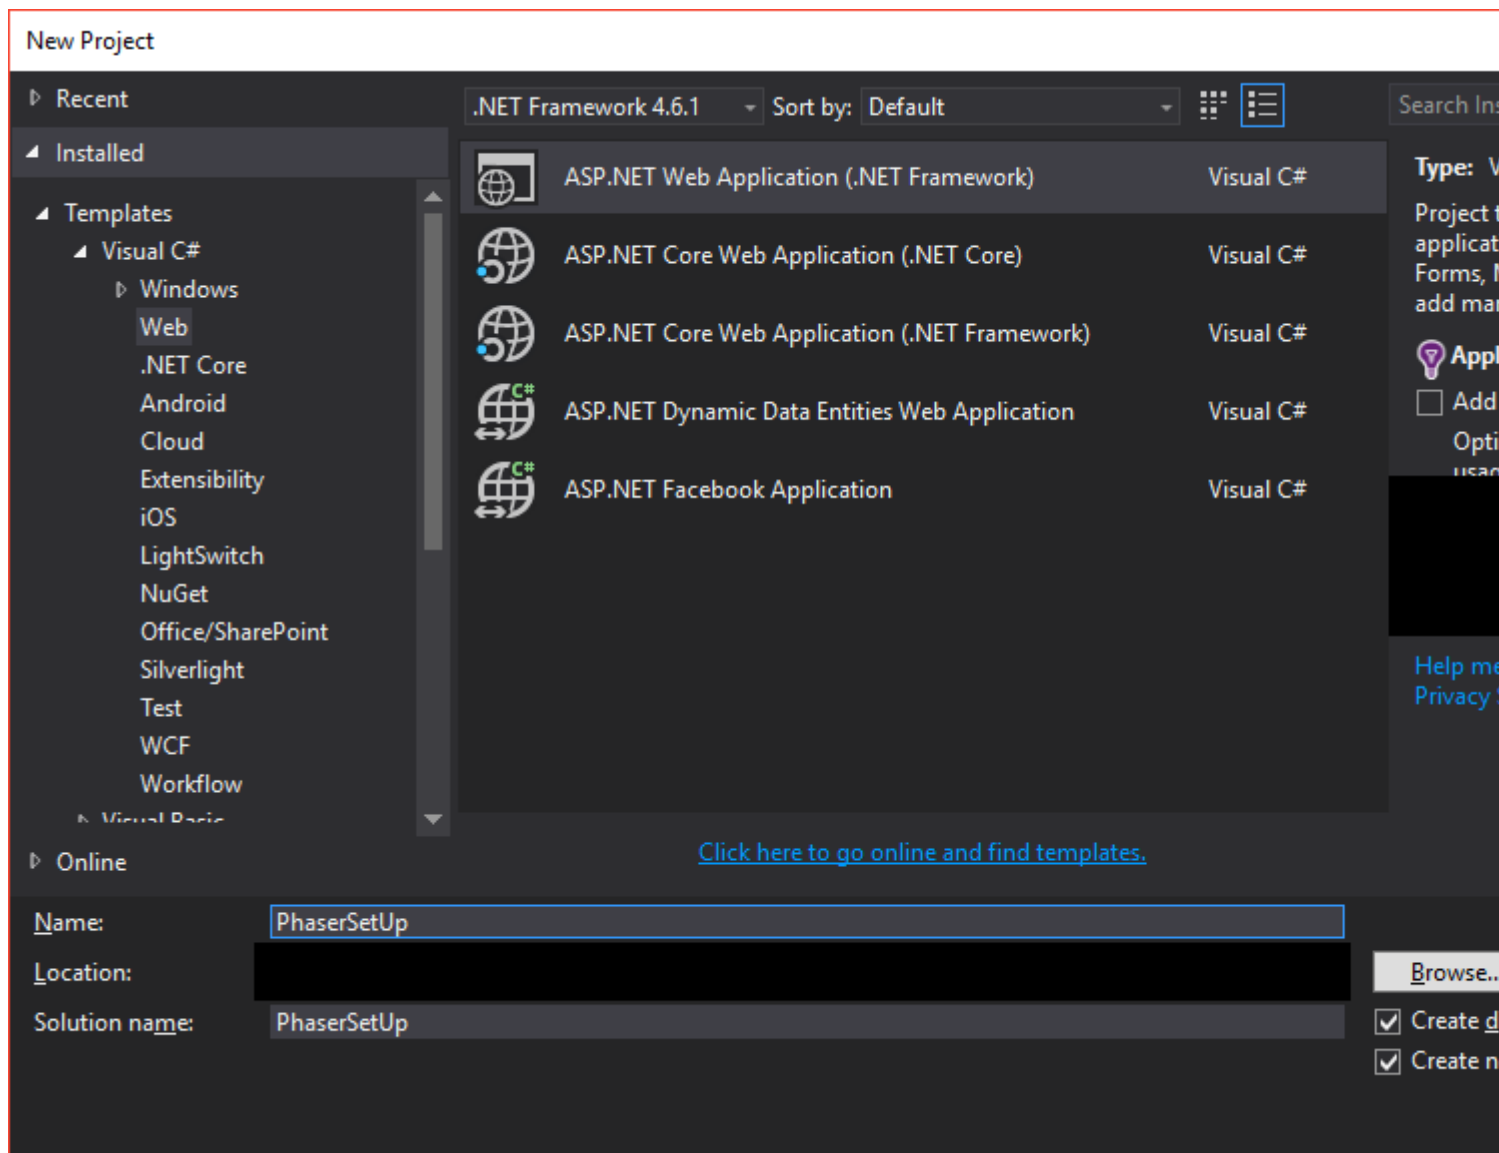 New Project
Recent
Installed
Templates
Visual C#
Windows
Web
.NET Core
Android
Cloud
Extensibility
iOS
LightSwitch
NuGet
Office/SharePoint
Silverlight
Test
WCF
Workflow
Visual Basic
Online
.NET Framework 4.6.1 Sort by: Default
Search Ins
ASP.NET Web Application (.NET Framework) Visual C#
ASP.NET Core Web Application (.NET Core) Visual C#
ASP.NET Core Web Application (.NET Framework) Visual C#
ASP.NET Dynamic Data Entities Web Application Visual C#
C#
ASP.NET Facebook Application Visual C#
C#
Click here to go online and find templates.
Type: V
Project t
applicat
Forms,
add mar
Appl
Add
Opti
usag
Help me
Privacy
Name: PhaserSetUp
Location:
Browse...
Solution name: PhaserSetUp
Create d
Create n